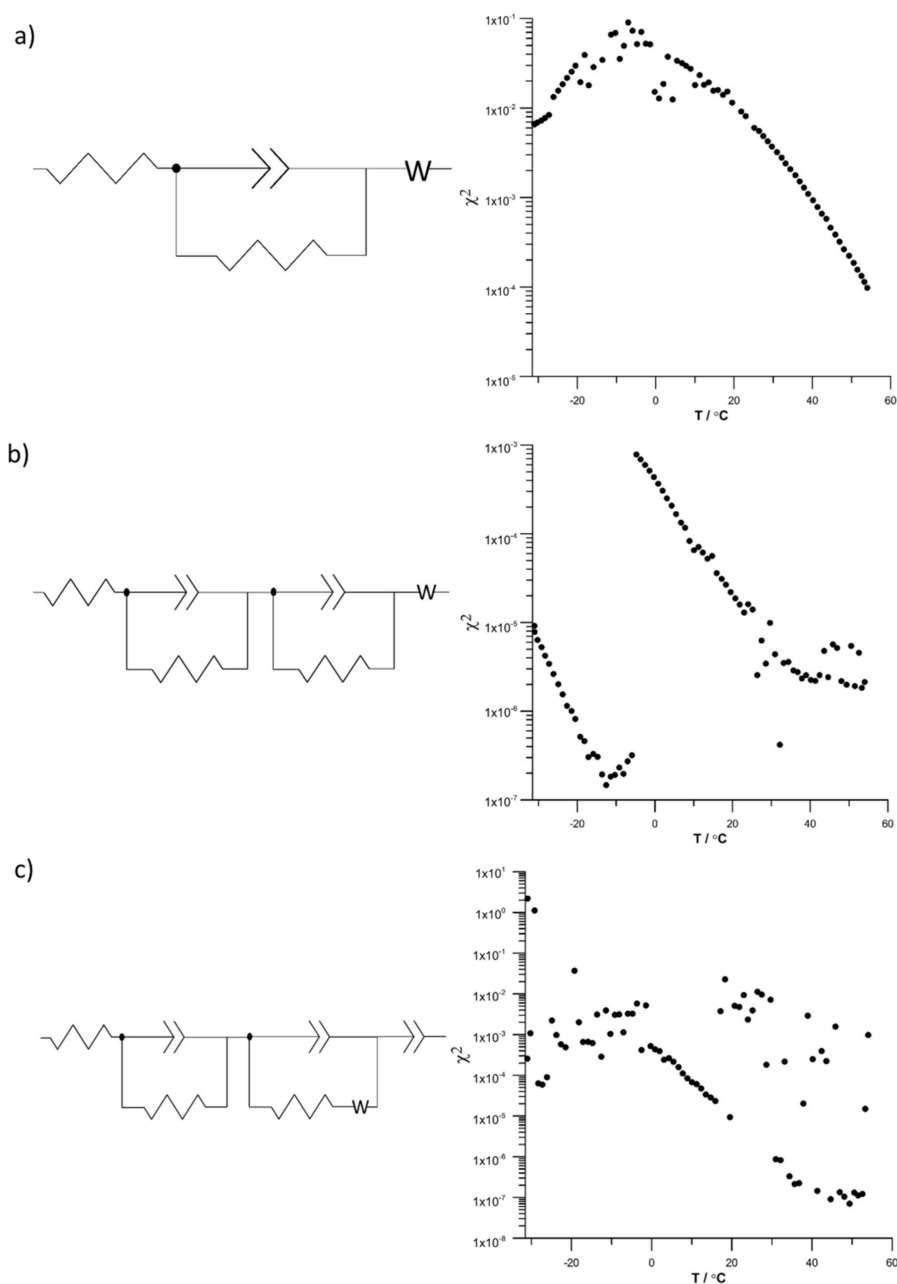 a)
W
1x10⁻¹
1x10⁻²
χ²
1x10⁻³
1x10⁻⁴
1x10⁻⁵
-20 0 20 40 60
T / °C
b)
W
1x10⁻³
1x10⁻⁴
χ²
1x10⁻⁵
1x10⁻⁶
1x10⁻⁷
-20 0 20 40 60
T / °C
c)
W
1x10¹
1x10⁰
1x10⁻¹
1x10⁻²
χ²
1x10⁻³
1x10⁻⁴
1x10⁻⁵
1x10⁻⁶
1x10⁻⁷
1x10⁻⁸
-20 0 20 40 60
T / °C